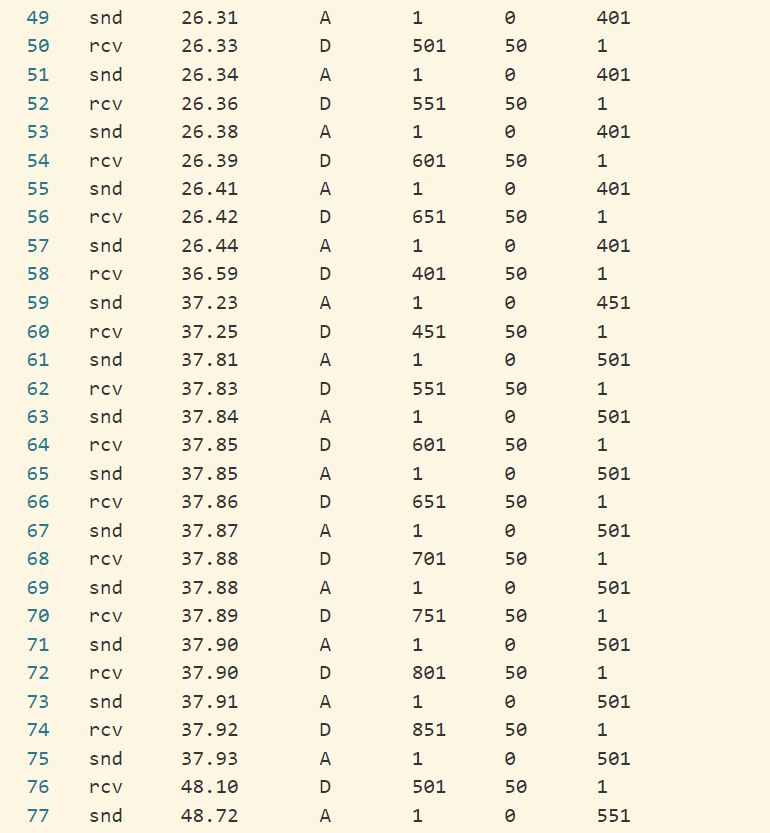 49 snd 26.31 A 1 0 401
50 rcv 26.33 D 501 50 1
51 snd 26.34 A 1 0 401
52 rcv 26.36 D 551 50 1
53 snd 26.38 A 1 0 401
54 rcv 26.39 D 601 50 1
55 snd 26.41 A 1 0 401
56 rcv 26.42 D 651 50 1
57 snd 26.44 A 1 0 401
58 rcv 36.59 D 401 50 1
59 snd 37.23 A 1 0 451
60 rcv 37.25 D 451 50 1
61 snd 37.81 A 1 0 501
62 rcv 37.83 D 551 50 1
63 snd 37.84 A 1 0 501
64 rcv 37.85 D 601 50 1
65 snd 37.85 A 1 0 501
66 rcv 37.86 D 651 50 1
67 snd 37.87 A 1 0 501
68 rcv 37.88 D 701 50 1
69 snd 37.88 A 1 0 501
70 rcv 37.89 D 751 50 1
71 snd 37.90 A 1 0 501
72 rcv 37.90 D 801 50 1
73 snd 37.91 A 1 0 501
74 rcv 37.92 D 851 50 1
75 snd 37.93 A 1 0 501
76 rcv 48.10 D 501 50 1
77 snd 48.72 A 1 0 551